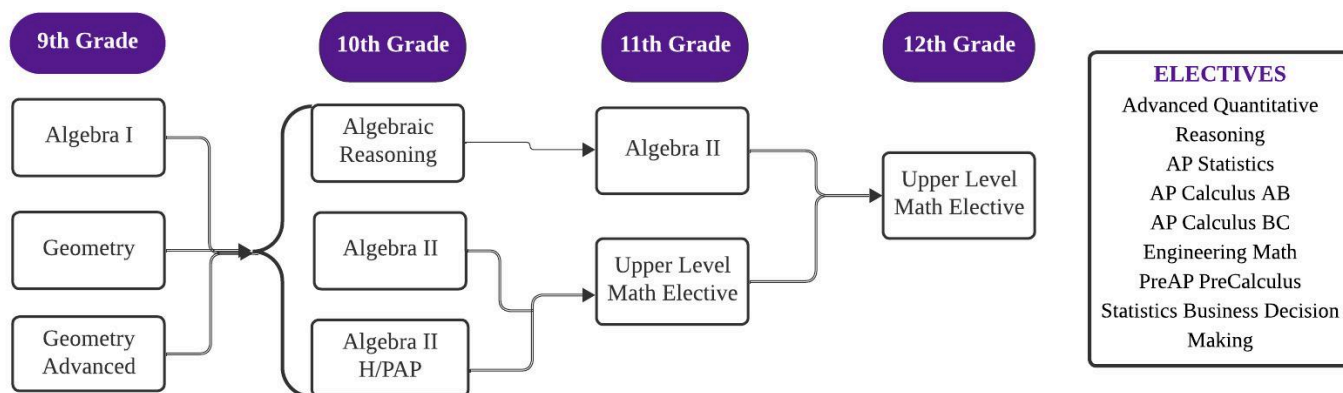 9th Grade
10th Grade
11th Grade
12th Grade
Algebra I
Geometry
Geometry
Advanced
Algebraic
Reasoning
Algebra II
Algebra II
H/PAP
Algebra II
Upper Level
Math Elective
Upper Level
Math Elective
ELECTIVES
Advanced Quantitative
Reasoning
AP Statistics
AP Calculus AB
AP Calculus BC
Engineering Math
PreAP PreCalculus
Statistics Business Decision
Making